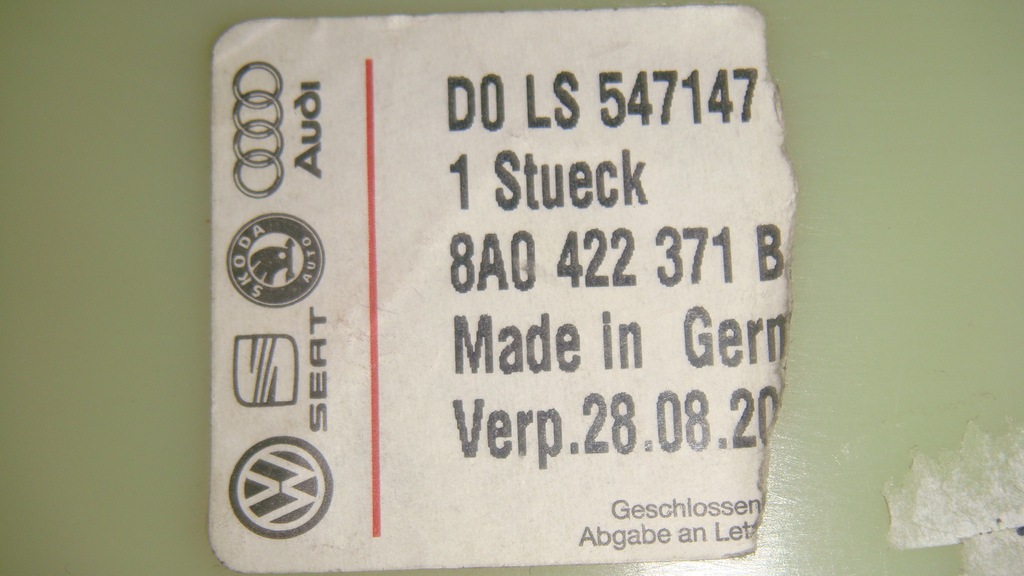 Audi
SKODA
AUTO
SEAT
D0 LS 547147
1 Stueck
8A0 422 371 B
Made in Germ
Verp.28.08.20
Geschlossen
Abgabe an Letz